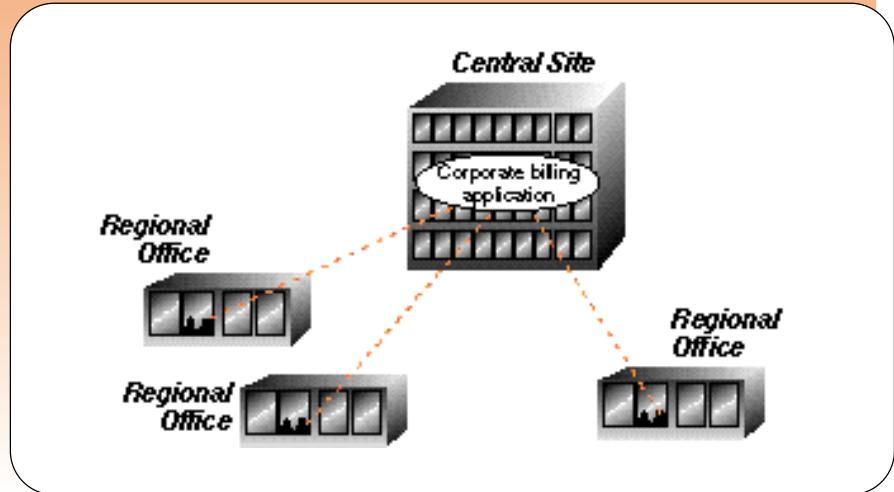 Central Site
Corporate billing
application
Regional
Office
Regional
Office
Regional
Office